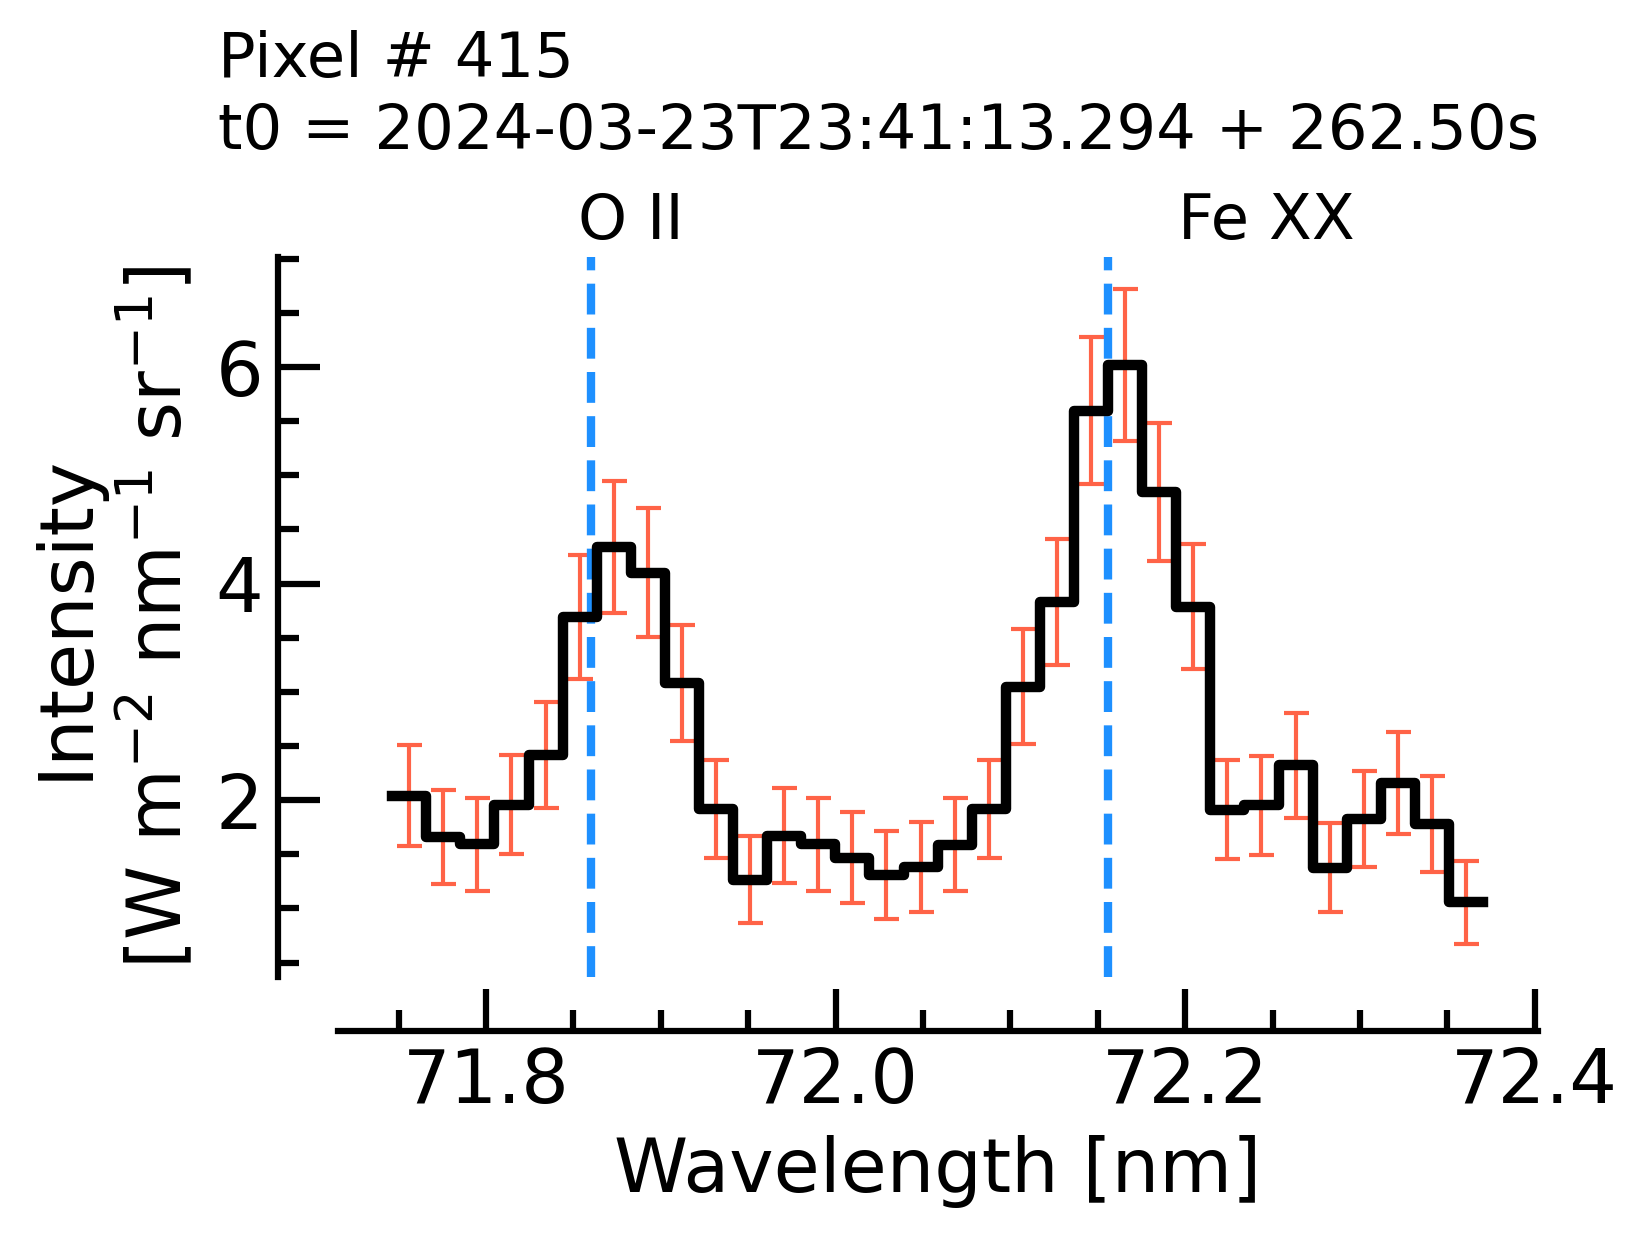 Pixel # 415
t0 = 2024-03-23T23:41:13.294 + 262.50s
O II Fe XX
Intensity
[W m⁻² nm⁻¹ sr⁻¹]
6
4
2
71.8 72.0 72.2 72.4
Wavelength [nm]